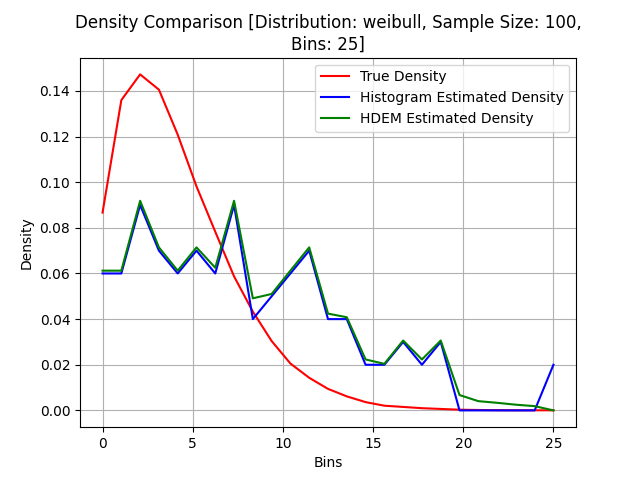 Density Comparison [Distribution: weibull, Sample Size: 100,
Bins: 25]
True Density
Histogram Estimated Density
HDEM Estimated Density
Density
0.14
0.12
0.10
0.08
0.06
0.04
0.02
0.00
0 5 10 15 20 25
Bins